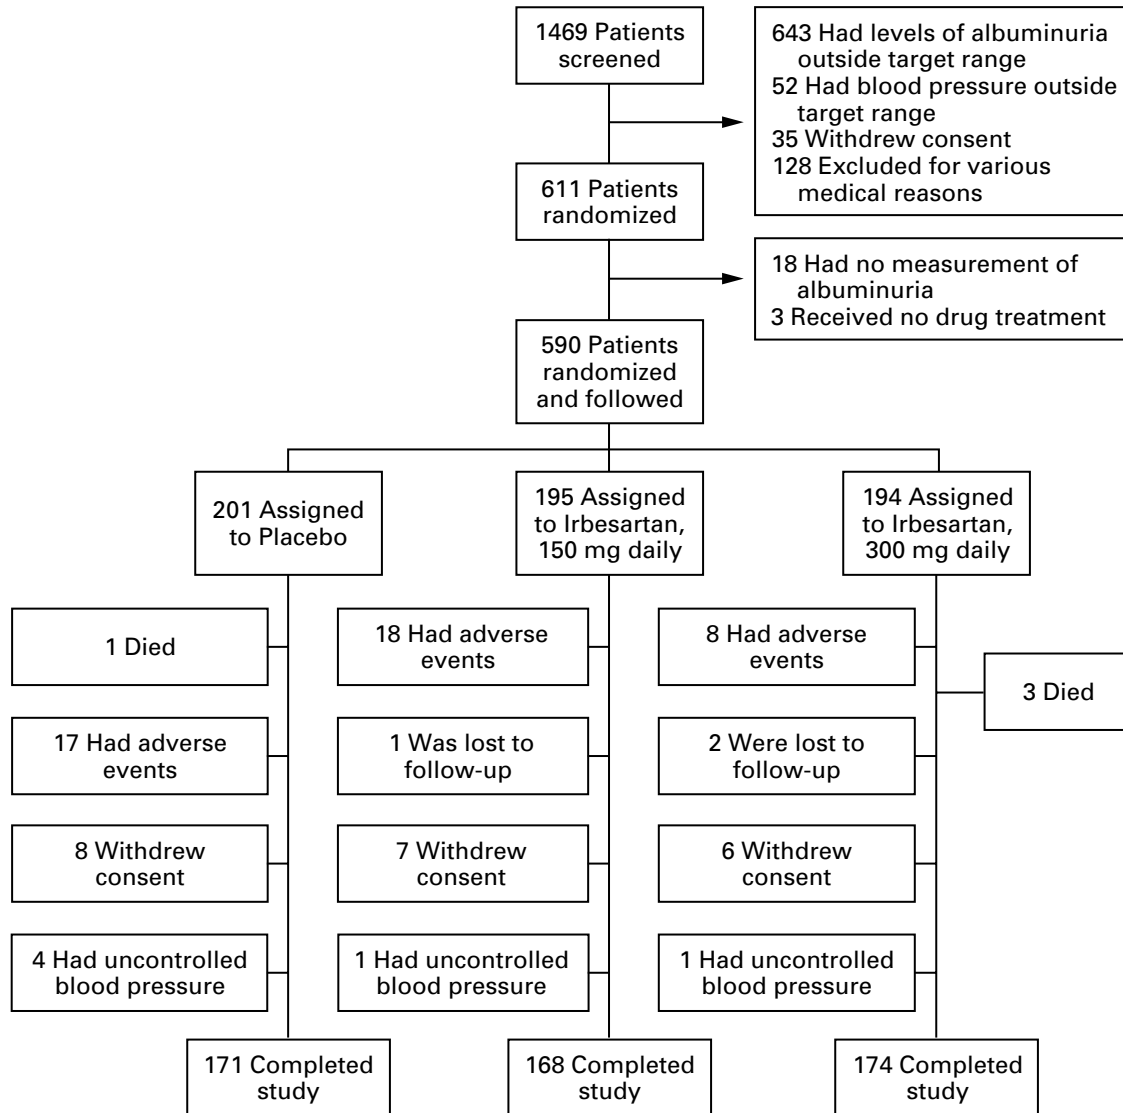 1469 Patients
screened
643 Had levels of albuminuria
outside target range
52 Had blood pressure outside
target range
35 Withdrew consent
128 Excluded for various
medical reasons
611 Patients
randomized
18 Had no measurement of
albuminuria
3 Received no drug treatment
590 Patients
randomized
and followed
201 Assigned
to Placebo
195 Assigned
to Irbesartan,
150 mg daily
194 Assigned
to Irbesartan,
300 mg daily
1 Died
18 Had adverse
events
8 Had adverse
events
3 Died
17 Had adverse
events
1 Was lost to
follow-up
2 Were lost to
follow-up
8 Withdrew
consent
7 Withdrew
consent
6 Withdrew
consent
4 Had uncontrolled
blood pressure
1 Had uncontrolled
blood pressure
1 Had uncontrolled
blood pressure
171 Completed
study
168 Completed
study
174 Completed
study